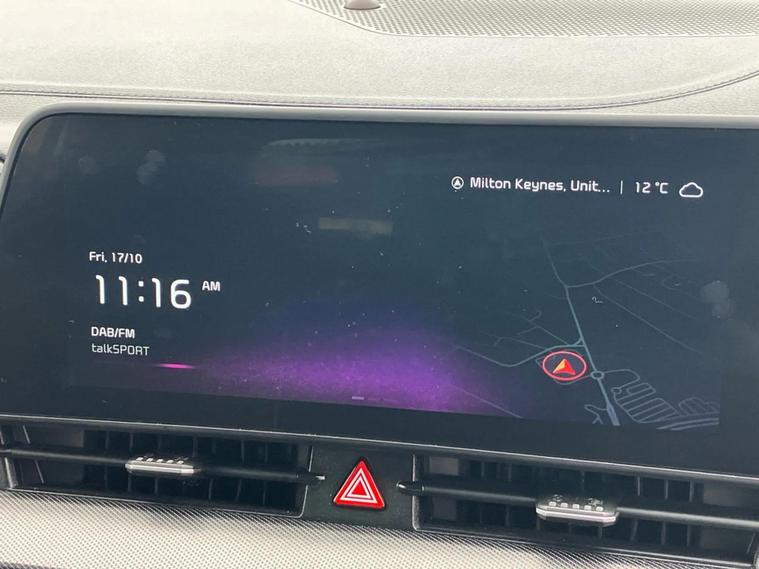 Milton Keynes, Unit... | 12 °C
Fri, 17/10
11:16 AM
DAB/FM
talkSPORT